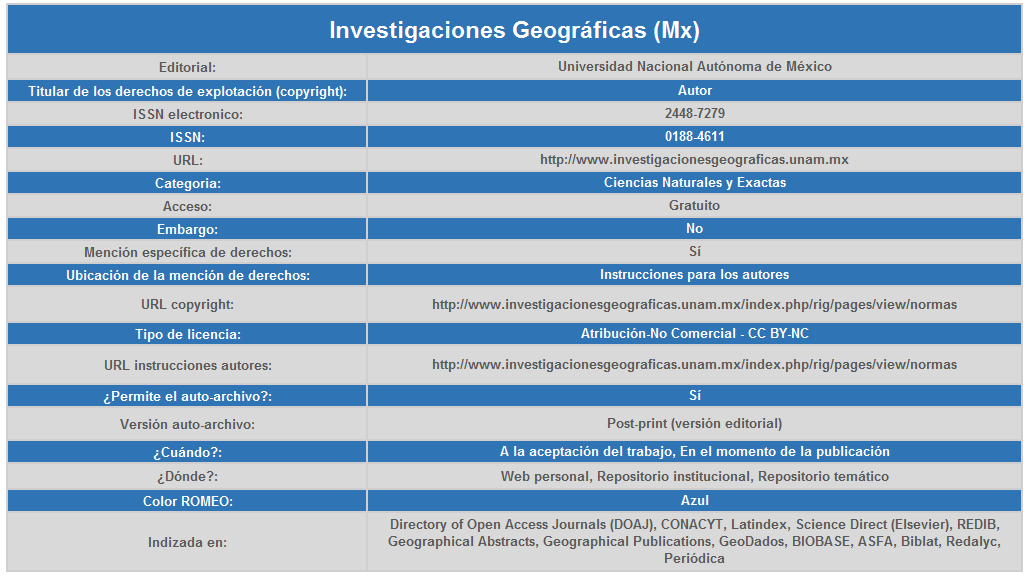 Investigaciones Geográficas (Mx)
Editorial: Universidad Nacional Autónoma de México
Titular de los derechos de explotación (copyright): Autor
ISSN electronico: 2448-7279
ISSN: 0188-4611
URL: http://www.investigacionesgeograficas.unam.mx
Categoria: Ciencias Naturales y Exactas
Acceso: Gratuito
Embargo: No
Mención específica de derechos: Sí
Ubicación de la mención de derechos: Instrucciones para los autores
URL copyright: http://www.investigacionesgeograficas.unam.mx/index.php/rig/pages/view/normas
Tipo de licencia: Atribución-No Comercial - CC BY-NC
URL instrucciones autores: http://www.investigacionesgeograficas.unam.mx/index.php/rig/pages/view/normas
¿Permite el auto-archivo?: Sí
Versión auto-archivo: Post-print (versión editorial)
¿Cuándo?: A la aceptación del trabajo, En el momento de la publicación
¿Dónde?: Web personal, Repositorio institucional, Repositorio temático
Color ROMEO: Azul
Indizada en: Directory of Open Access Journals (DOAJ), CONACYT, Latindex, Science Direct (Elsevier), REDIB,
Geographical Abstracts, Geographical Publications, GeoDados, BIOBASE, ASFA, Biblat, Redalyc,
Periódica